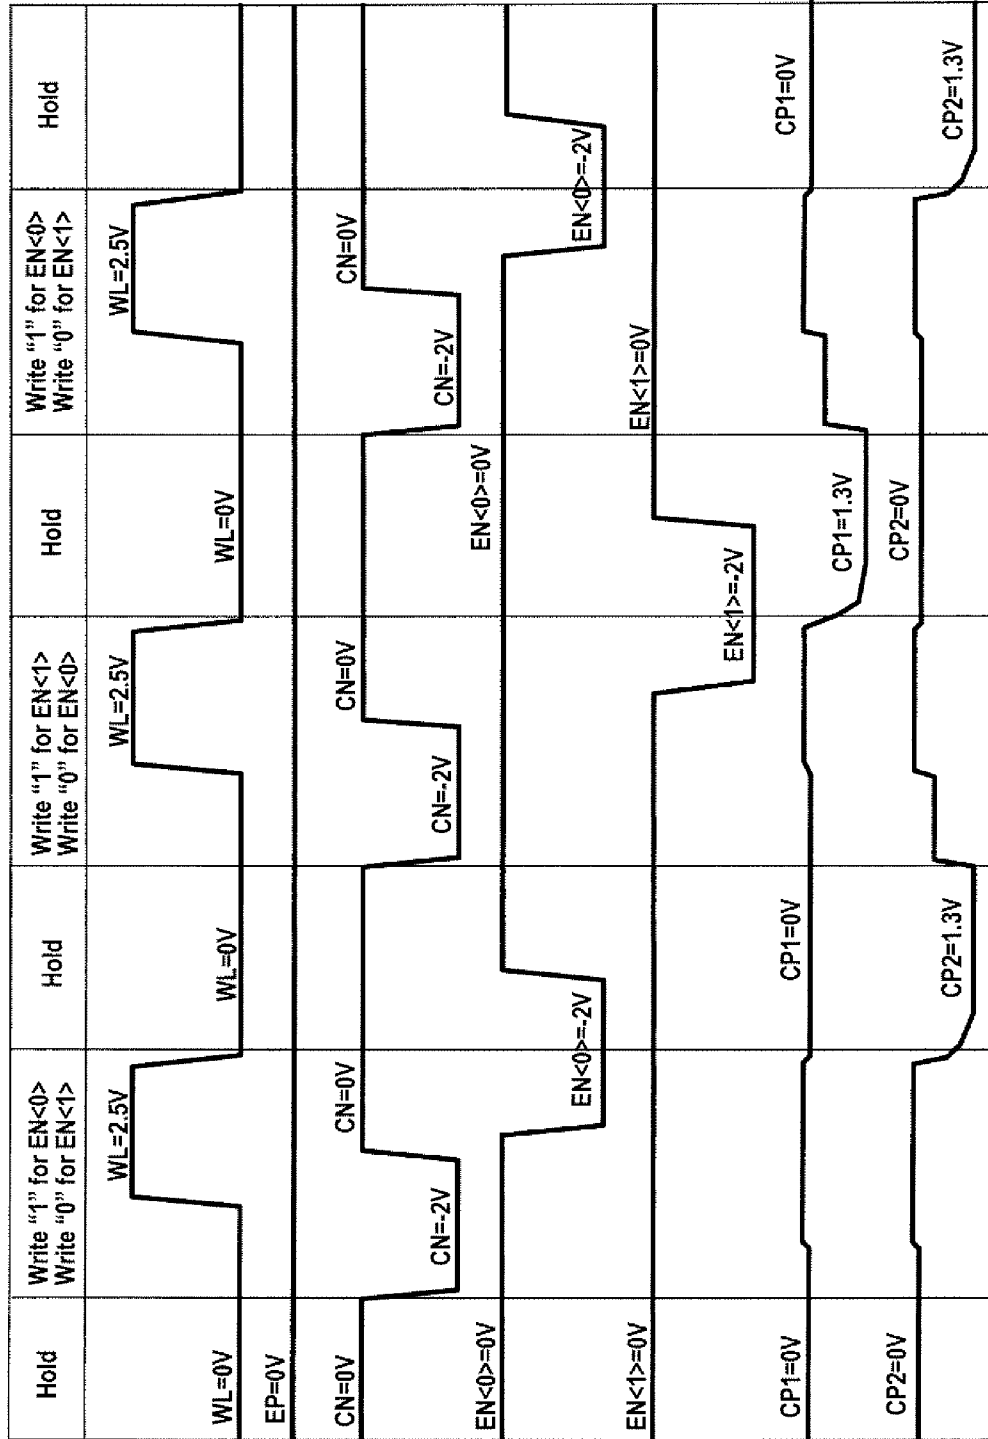 Hold
Write "1" for EN<0>
Write "0" for EN<1>
Hold
Write "1" for EN<1>
Write "0" for EN<0>
Hold
Write "1" for EN<0>
Write "0" for EN<1>
Hold
WL=0V
WL=2.5V
WL=0V
WL=2.5V
WL=0V
WL=2.5V
EP=0V
CN=0V
CN=-2V
CN=0V
CN=-2V
CN=0V
CN=-2V
CN=0V
EN<0>=0V
EN<0>=-2V
EN<0>=0V
EN<0>=-2V
EN<1>=0V
EN<1>=-2V
EN<1>=0V
CP1=0V
CP1=0V
CP1=1.3V
CP1=0V
CP2=0V
CP2=1.3V
CP2=0V
CP2=1.3V